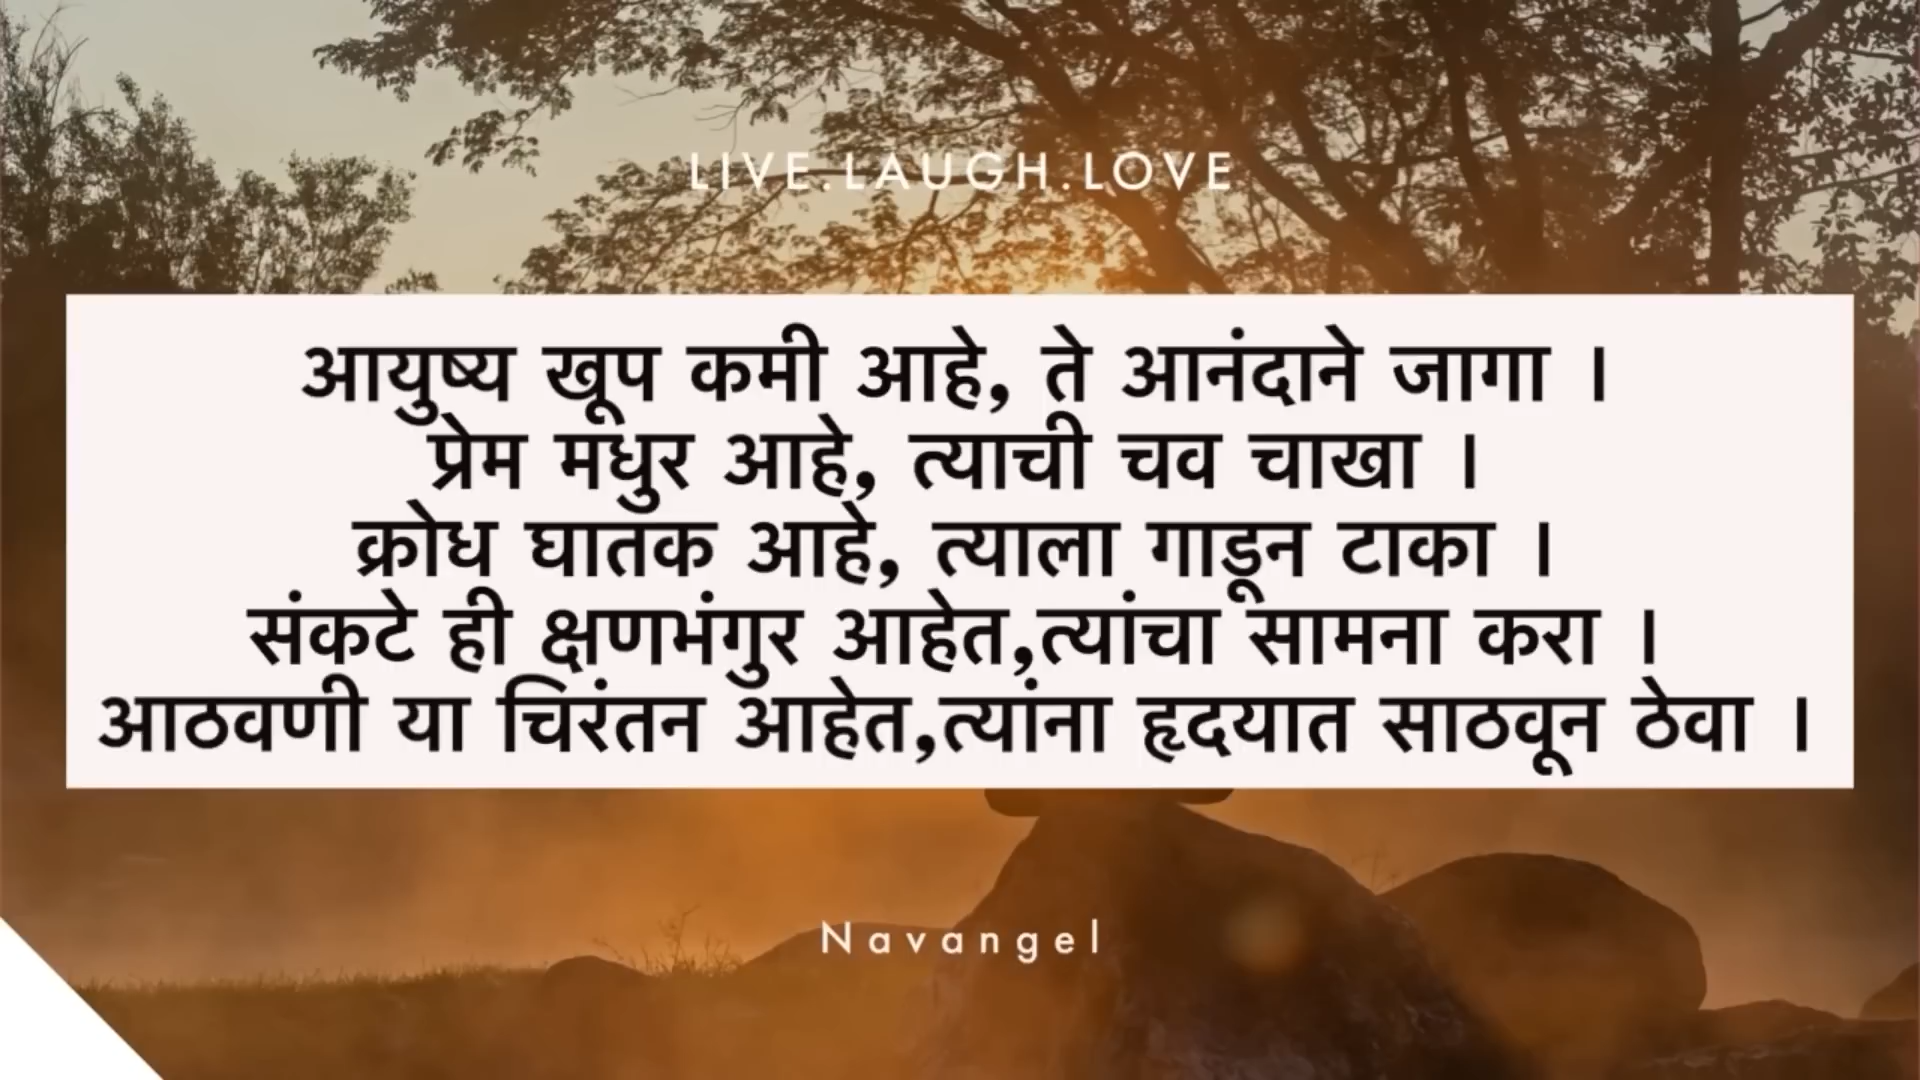 LIVE.LAUGH.LOVE
आयुष्य खूप कमी आहे, ते आनंदाने जागा ।
प्रेम मधुर आहे, त्याची चव चाखा ।
क्रोध घातक आहे, त्याला गाडून टाका ।
संकटे ही क्षणभंगुर आहेत,त्यांचा सामना करा ।
आठवणी या चिरंतन आहेत,त्यांना हृदयात साठवून ठेवा ।
Navangel